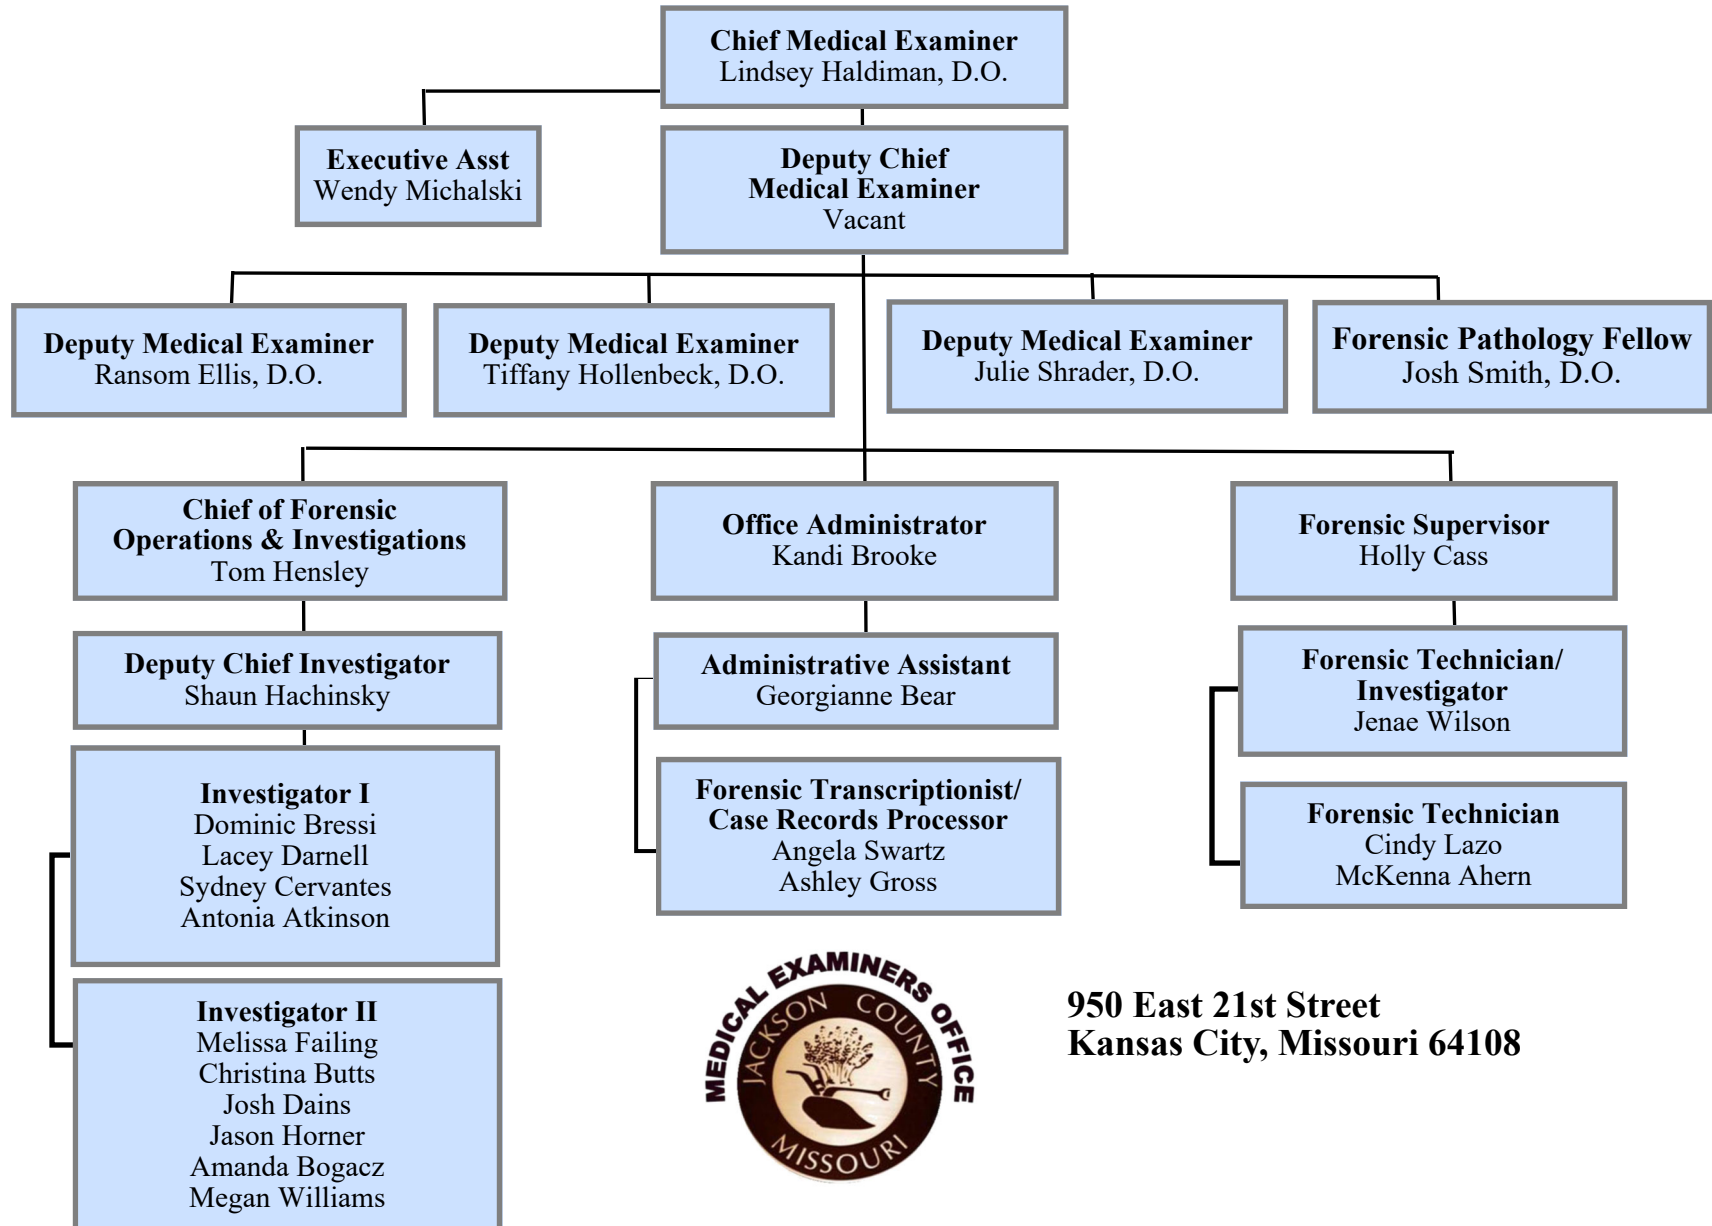 Chief Medical Examiner
Lindsey Haldiman, D.O.
Executive Asst
Wendy Michalski
Deputy Chief
Medical Examiner
Vacant
Deputy Medical Examiner
Ransom Ellis, D.O.
Deputy Medical Examiner
Tiffany Hollenbeck, D.O.
Deputy Medical Examiner
Julie Shrader, D.O.
Forensic Pathology Fellow
Josh Smith, D.O.
Chief of Forensic
Operations & Investigations
Tom Hensley
Office Administrator
Kandi Brooke
Forensic Supervisor
Holly Cass
Deputy Chief Investigator
Shaun Hachinsky
Administrative Assistant
Georgianne Bear
Forensic Technician/
Investigator
Jenae Wilson
Investigator I
Dominic Bressi
Lacey Darnell
Sydney Cervantes
Antonia Atkinson
Forensic Transcriptionist/
Case Records Processor
Angela Swartz
Ashley Gross
Forensic Technician
Cindy Lazo
McKenna Ahern
Investigator II
Melissa Failing
Christina Butts
Josh Dains
Jason Horner
Amanda Bogacz
Megan Williams
MEDICAL EXAMINERS OFFICE
JACKSON COUNTY
MISSOURI
950 East 21st Street
Kansas City, Missouri 64108